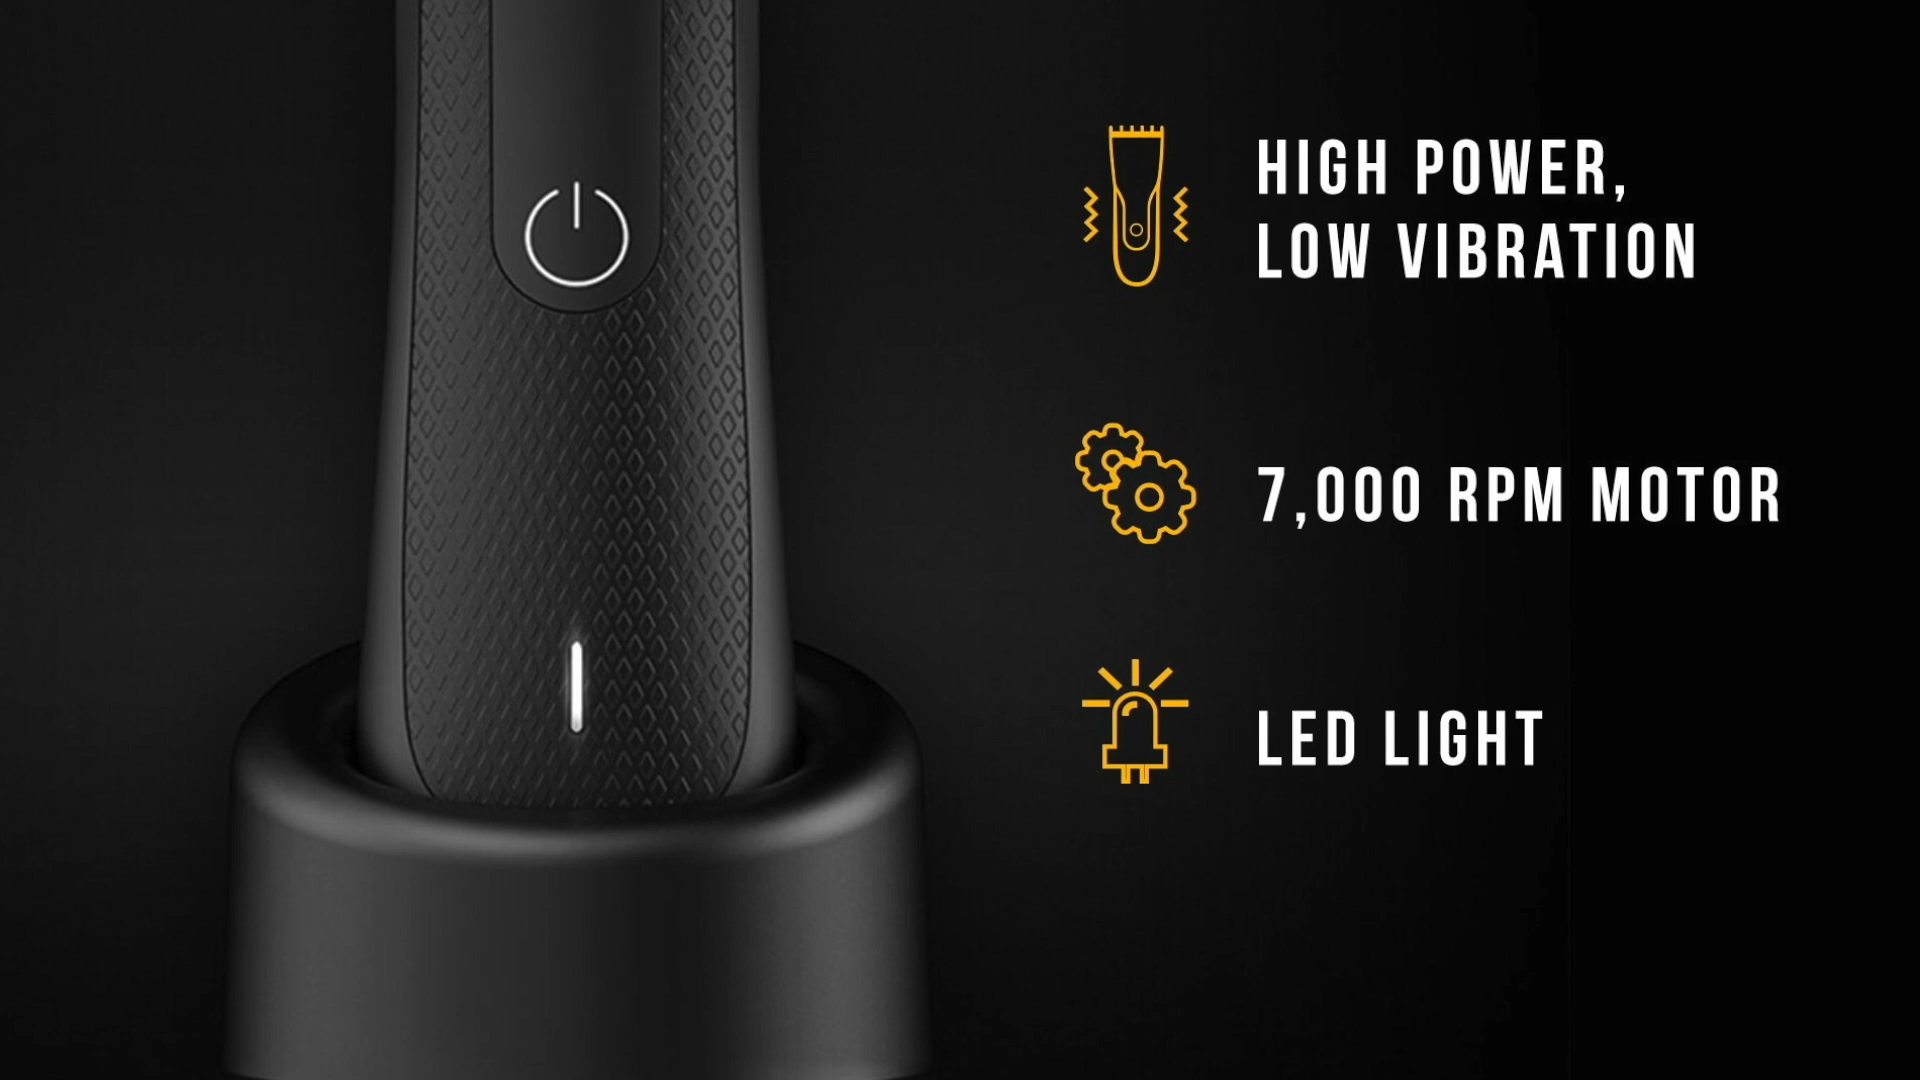 HIGH POWER,
LOW VIBRATION
7,000 RPM MOTOR
LED LIGHT